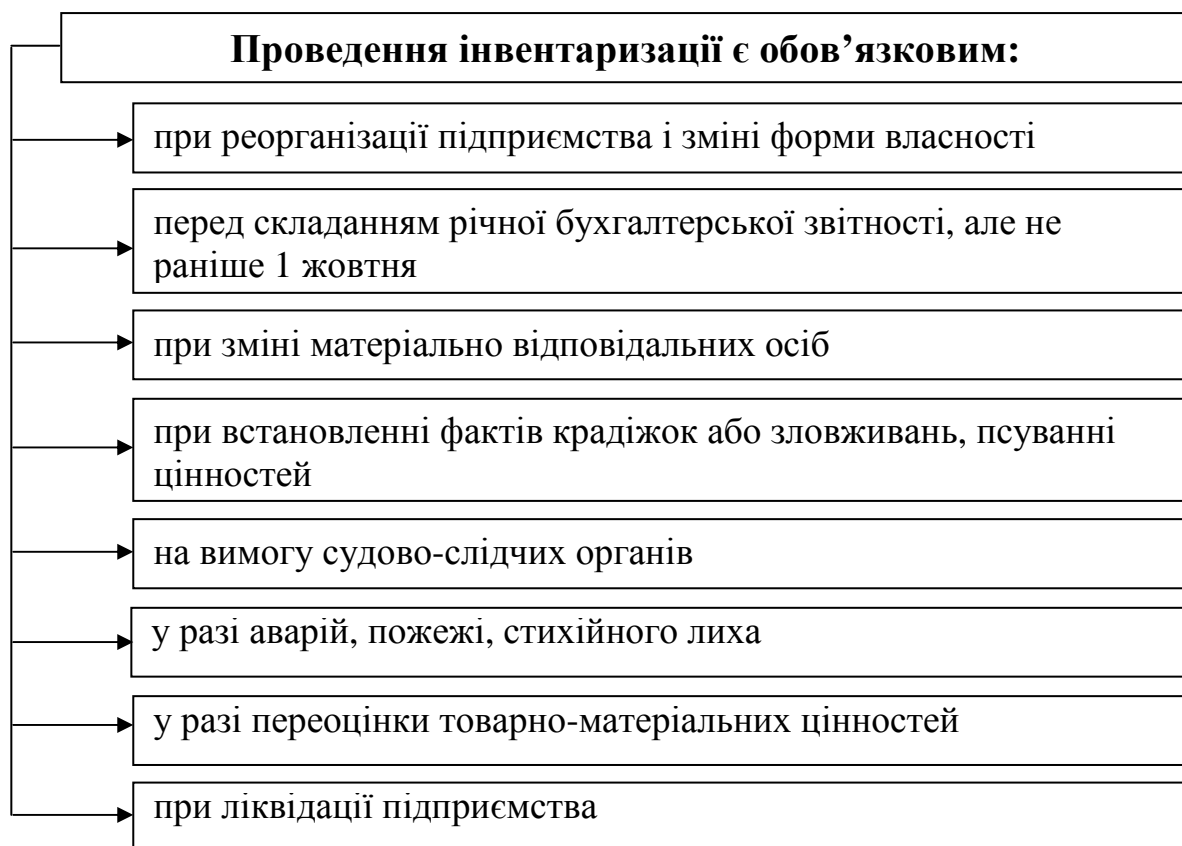 Проведення інвентаризації є обов’язковим:
при реорганізації підприємства і зміні форми власності
перед складанням річної бухгалтерської звітності, але не
раніше 1 жовтня
при зміні матеріально відповідальних осіб
при встановленні фактів крадіжок або зловживань, псуванні
цінностей
на вимогу судово-слідчих органів
у разі аварій, пожежі, стихійного лиха
у разі переоцінки товарно-матеріальних цінностей
при ліквідації підприємства